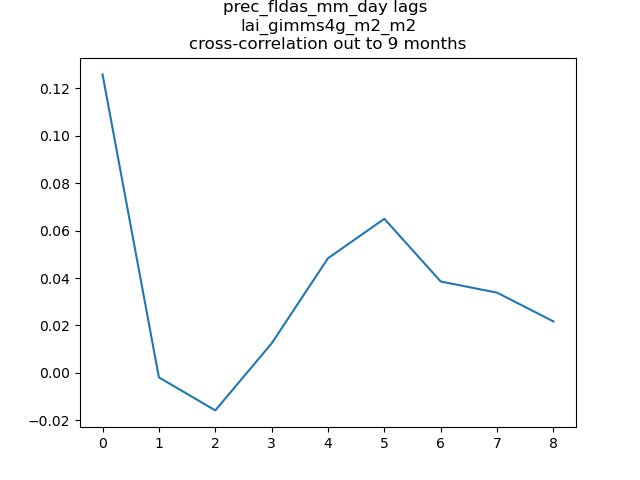 prec_fldas_mm_day lags
lai_gimms4g_m2_m2
cross-correlation out to 9 months
0.12
0.10
0.08
0.06
0.04
0.02
0.00
−0.02
0 1 2 3 4 5 6 7 8